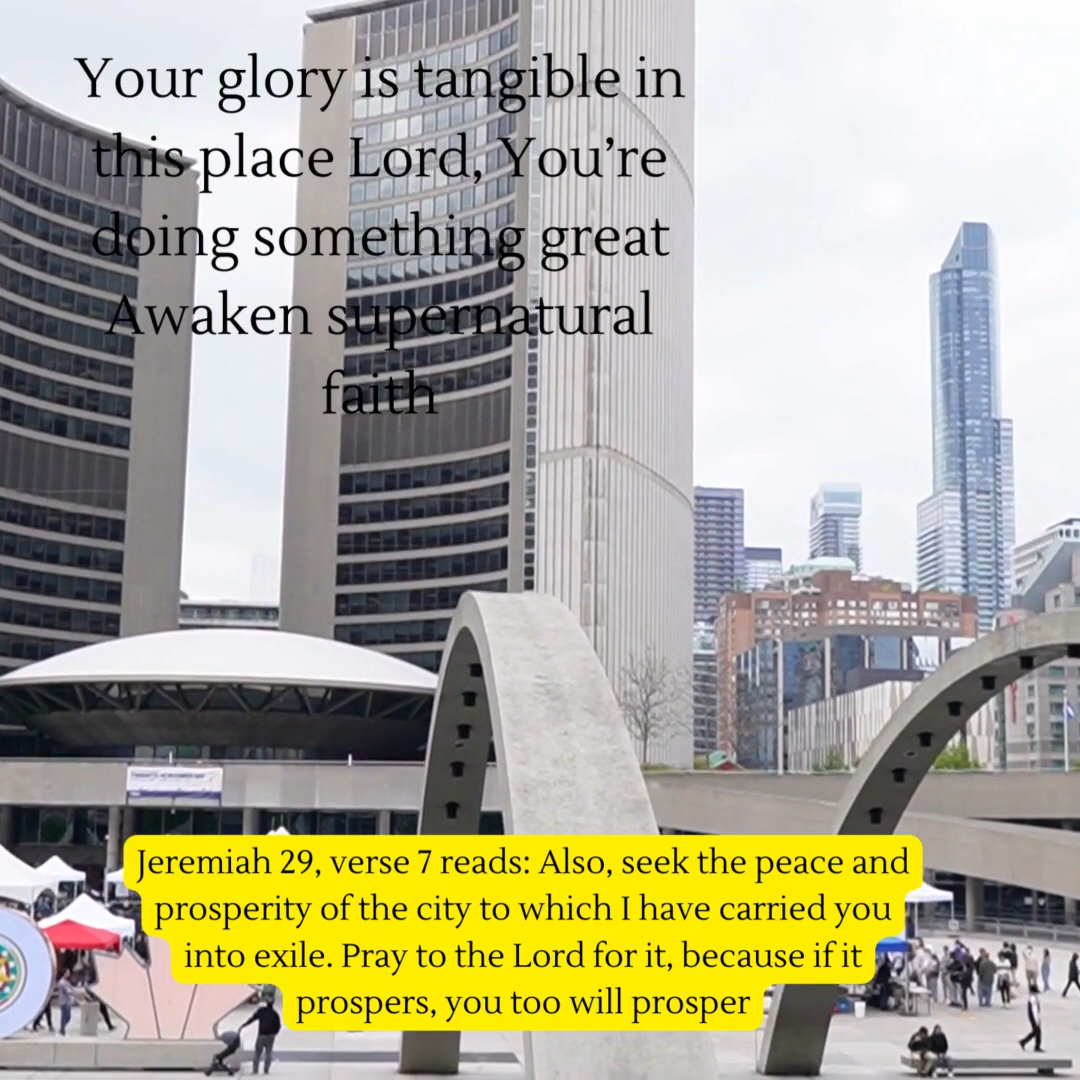 Your glory is tangible in
this place Lord, You’re
doing something great
Awaken supernatural
faith
Jeremiah 29, verse 7 reads: Also, seek the peace and
prosperity of the city to which I have carried you
into exile. Pray to the Lord for it, because if it
prospers, you too will prosper